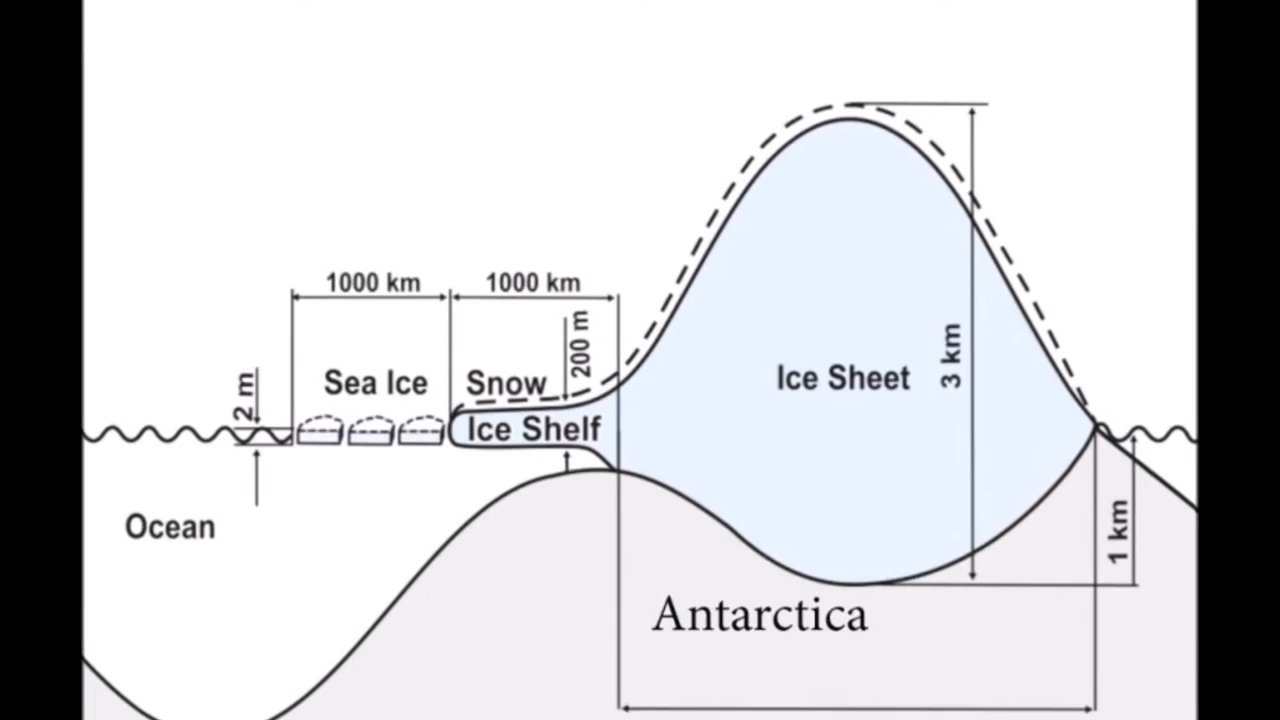 1000 km
1000 km
200 m
3 km
2 m
Sea Ice
Snow
Ice Sheet
Ice Shelf
Ocean
1 km
Antarctica